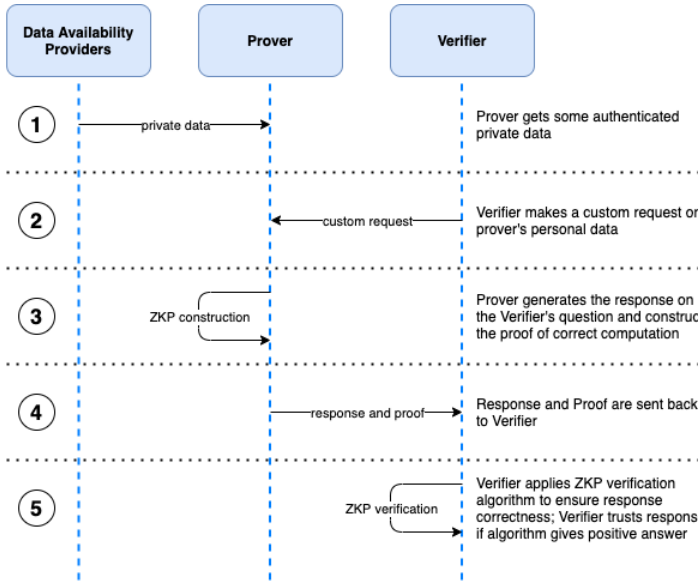 Data Availability
Providers
Prover
Verifier
1
private data
Prover gets some authenticated
private data
2
custom request
Verifier makes a custom request on
prover's personal data
3
ZKP construction
Prover generates the response on
the Verifier's question and construc
the proof of correct computation
4
response and proof
Response and Proof are sent back
to Verifier
5
ZKP verification
Verifier applies ZKP verification
algorithm to ensure response
correctness; Verifier trusts respons
if algorithm gives positive answer